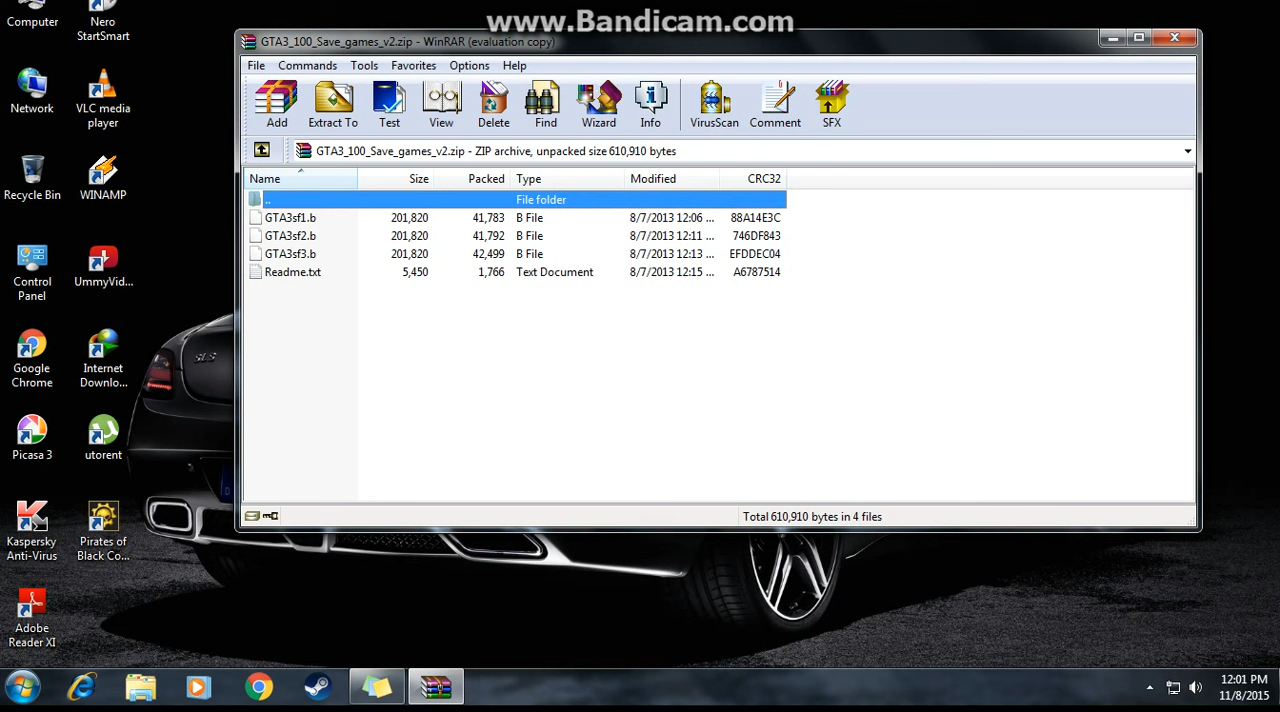 www.Bandicam.com
Computer
Nero
StartSmart
GTA3_100_Save_games_v2.zip - WinRAR (evaluation copy)
File Commands Tools Favorites Options Help
Network
VLC media
player
Add Extract To Test View Delete Find Wizard Info VirusScan Comment SFX
GTA3_100_Save_games_v2.zip - ZIP archive, unpacked size 610,910 bytes
Recycle Bin
WINAMP
Name Size Packed Type Modified CRC32
.. File folder
GTA3sf1.b 201,820 41,783 B File 8/7/2013 12:06 ... 88A14E3C
GTA3sf2.b 201,820 41,792 B File 8/7/2013 12:11 ... 746DF843
GTA3sf3.b 201,820 42,499 B File 8/7/2013 12:13 ... EFDDEC04
Readme.txt 5,450 1,766 Text Document 8/7/2013 12:15 ... A6787514
Control
Panel
UmmyVid...
SLS
Google
Chrome
Internet
Downlo...
Picasa 3
utorent
Total 610,910 bytes in 4 files
Kaspersky
Anti-Virus
Pirates of
Black Co...
Adobe
Reader XI
12:01 PM
11/8/2015